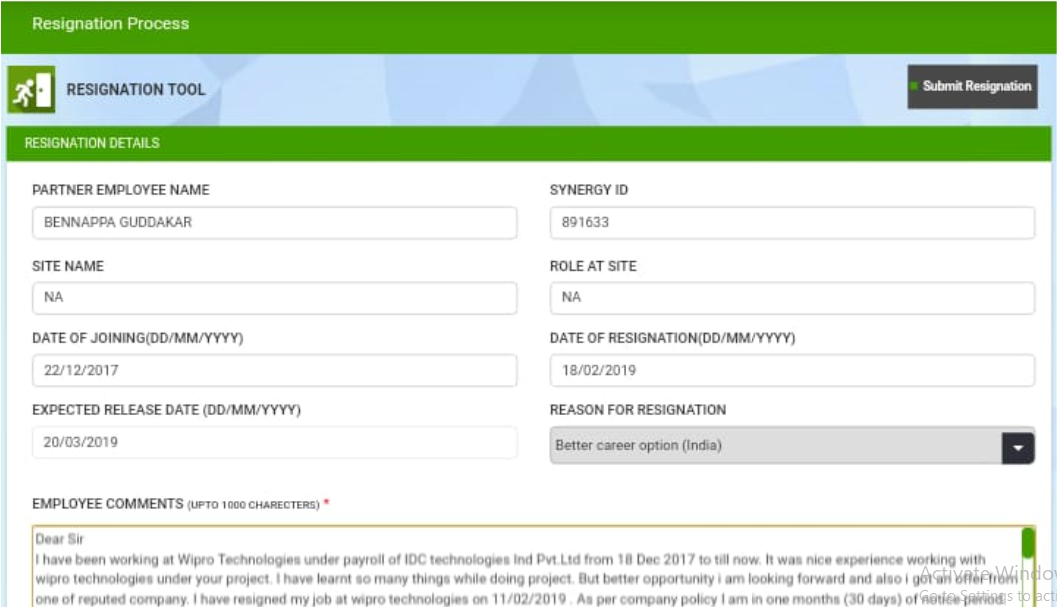 Resignation Process
RESIGNATION TOOL
Submit Resignation
RESIGNATION DETAILS
PARTNER EMPLOYEE NAME
SYNERGY ID
BENNAPPA GUDDAKAR
891633
SITE NAME
ROLE AT SITE
NA
NA
DATE OF JOINING(DD/MM/YYYY)
DATE OF RESIGNATION(DD/MM/YYYY)
22/12/2017
18/02/2019
EXPECTED RELEASE DATE (DD/MM/YYYY)
REASON FOR RESIGNATION
20/03/2019
Better career option (India)
EMPLOYEE COMMENTS (UPTO 1000 CHARECTERS) *
Dear Sir
I have been working at Wipro Technologies under payroll of IDC technologies Ind Pvt.Ltd from 18 Dec 2017 to till now. It was nice experience working with
wipro technologies under your project. I have learnt so many things while doing project. But better opportunity i am looking forward and also i got offer from
one of reputed company. I have resigned my job at wipro technologies on 11/02/2019 . As per company policy I am in one months (30 days) of notice period.
Activate Window
Go to Settings to act